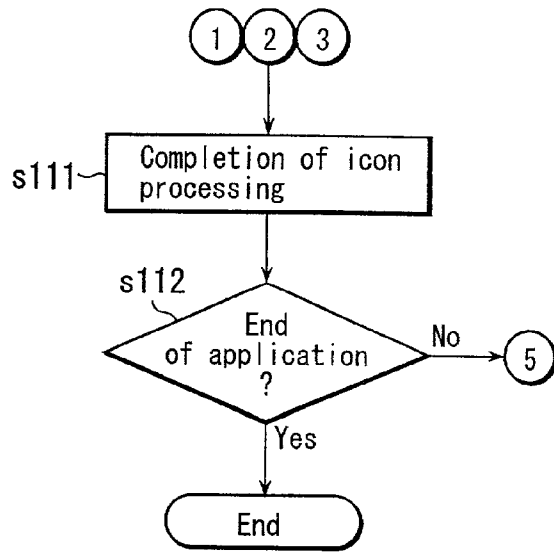 1 2 3
s111
Completion of icon
processing
s112
End
of application
?
No
5
Yes
End